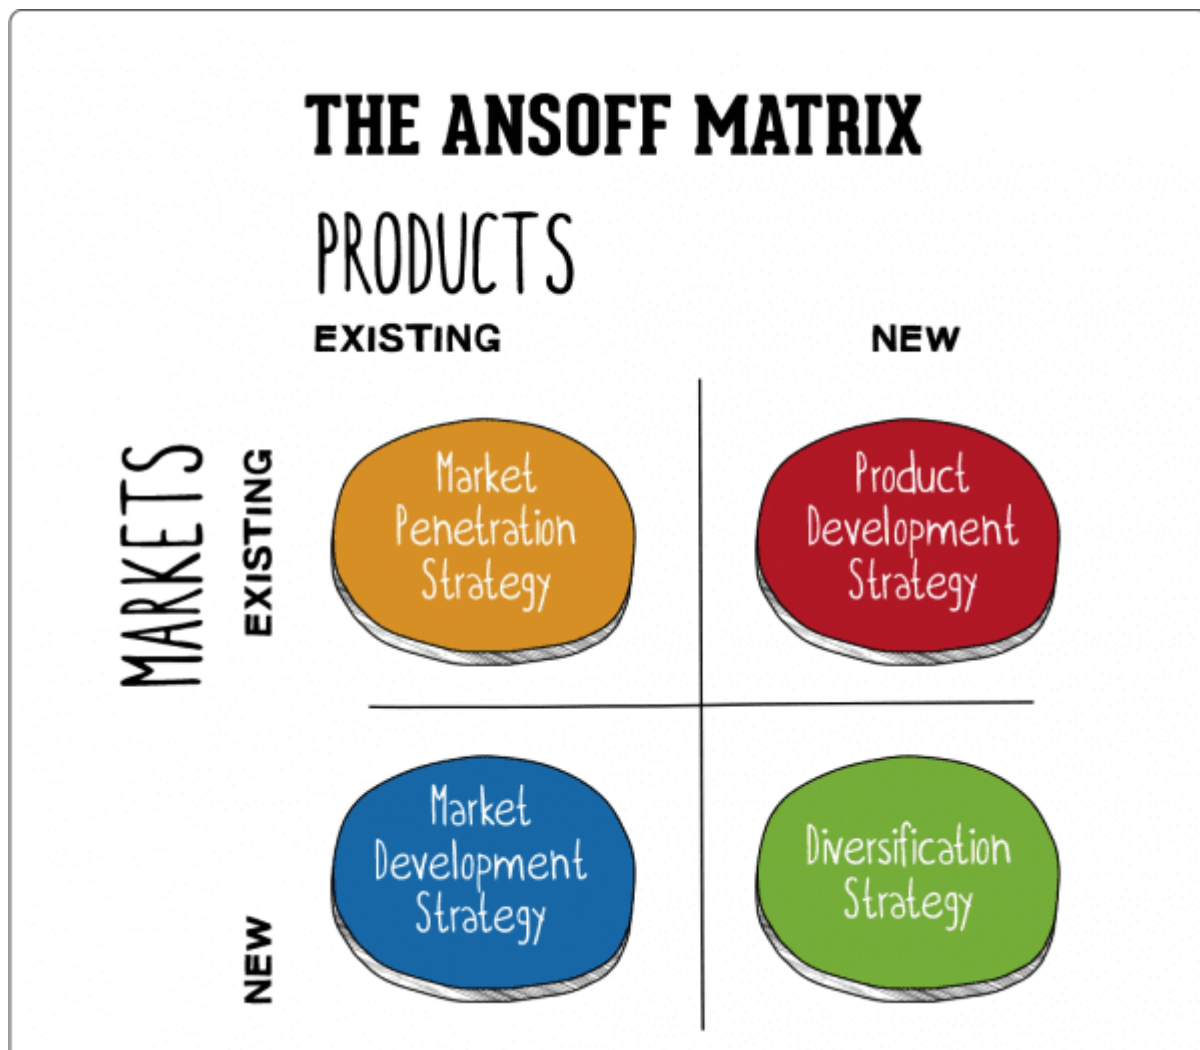 THE ANSOFF MATRIX
PRODUCTS
EXISTING
NEW
MARKETS
EXISTING
Market
Penetration
Strategy
Product
Development
Strategy
NEW
Market
Development
Strategy
Diversification
Strategy